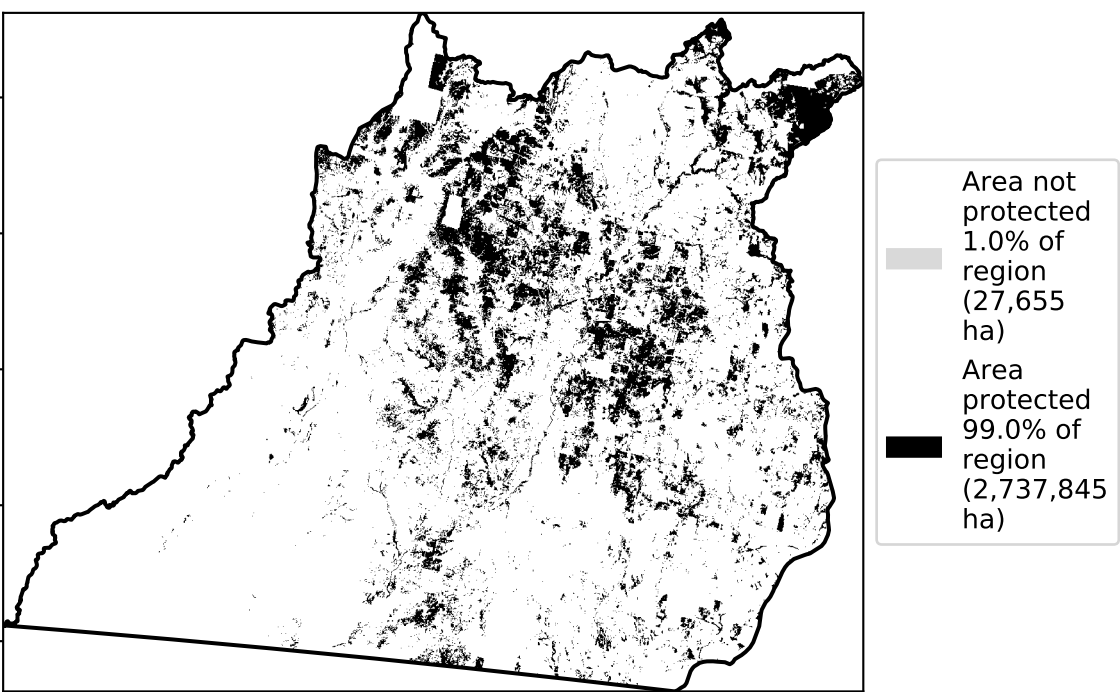 Area not
protected
1.0% of
region
(27,655
ha)
Area
protected
99.0% of
region
(2,737,845
ha)